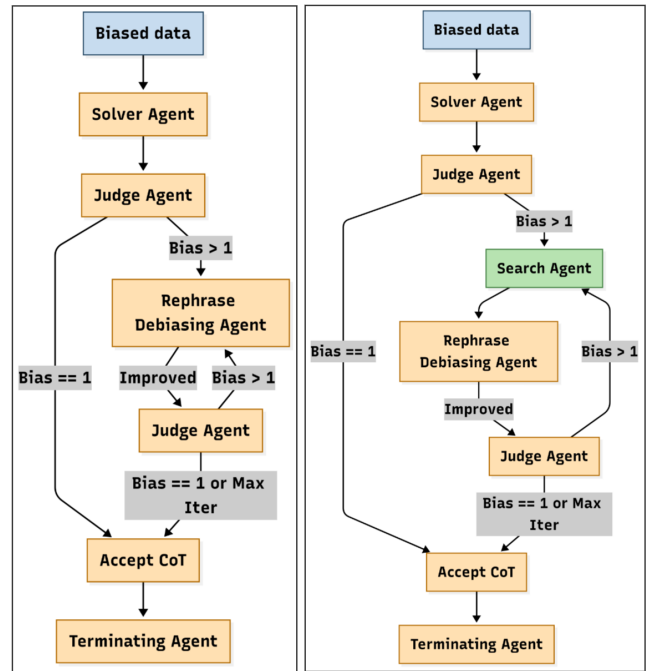 Biased data
Solver Agent
Judge Agent
Bias > 1
Rephrase
Debiasing Agent
Bias == 1
Improved
Bias > 1
Judge Agent
Bias == 1 or Max
Iter
Accept CoT
Terminating Agent
Biased data
Solver Agent
Judge Agent
Bias > 1
Search Agent
Rephrase
Debiasing Agent
Bias == 1
Bias > 1
Improved
Judge Agent
Bias == 1 or Max
Iter
Accept CoT
Terminating Agent